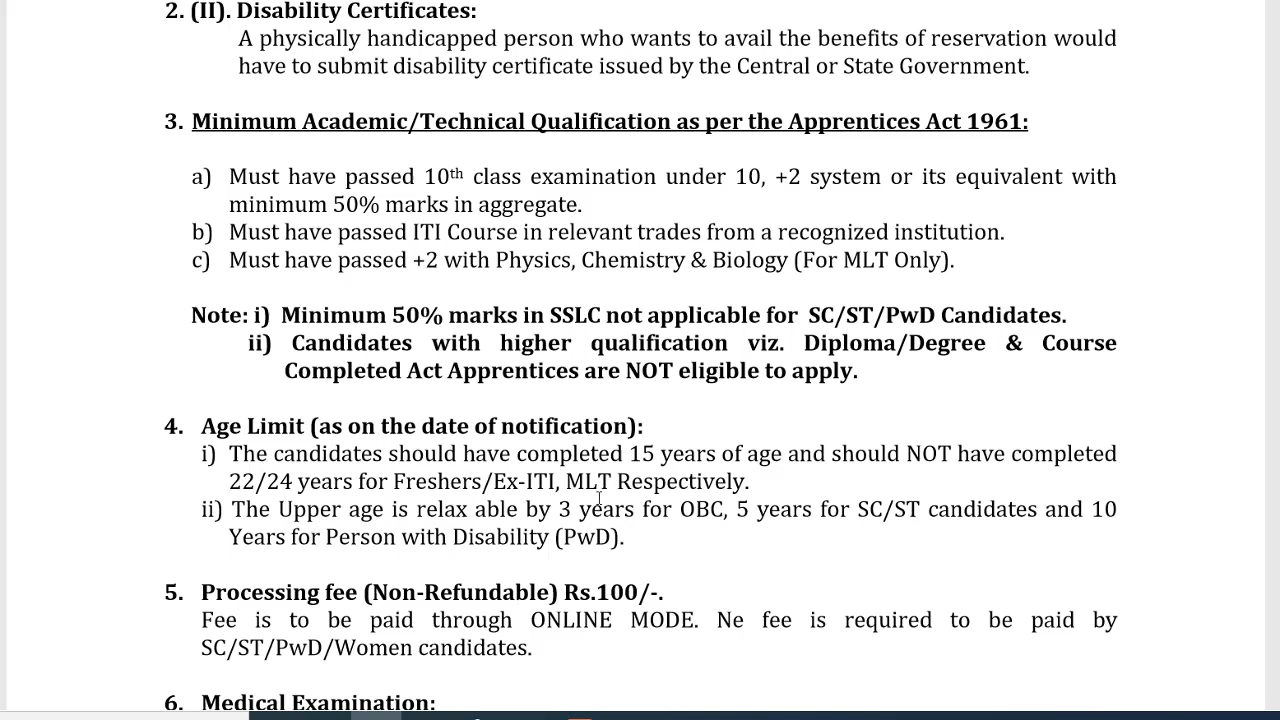 2. (II). Disability Certificates:
A physically handicapped person who wants to avail the benefits of reservation would
have to submit disability certificate issued by the Central or State Government.
3. Minimum Academic/Technical Qualification as per the Apprentices Act 1961:
a) Must have passed 10th class examination under 10, +2 system or its equivalent with
minimum 50% marks in aggregate.
b) Must have passed ITI Course in relevant trades from a recognized institution.
c) Must have passed +2 with Physics, Chemistry & Biology (For MLT Only).
Note: i) Minimum 50% marks in SSLC not applicable for SC/ST/PwD Candidates.
ii) Candidates with higher qualification viz. Diploma/Degree & Course
Completed Act Apprentices are NOT eligible to apply.
4. Age Limit (as on the date of notification):
i) The candidates should have completed 15 years of age and should NOT have completed
22/24 years for Freshers/Ex-ITI, MLT Respectively.
ii) The Upper age is relax able by 3 years for OBC, 5 years for SC/ST candidates and 10
Years for Person with Disability (PwD).
5. Processing fee (Non-Refundable) Rs.100/-.
Fee is to be paid through ONLINE MODE. Ne fee is required to be paid by
SC/ST/PwD/Women candidates.
6. Medical Examination: